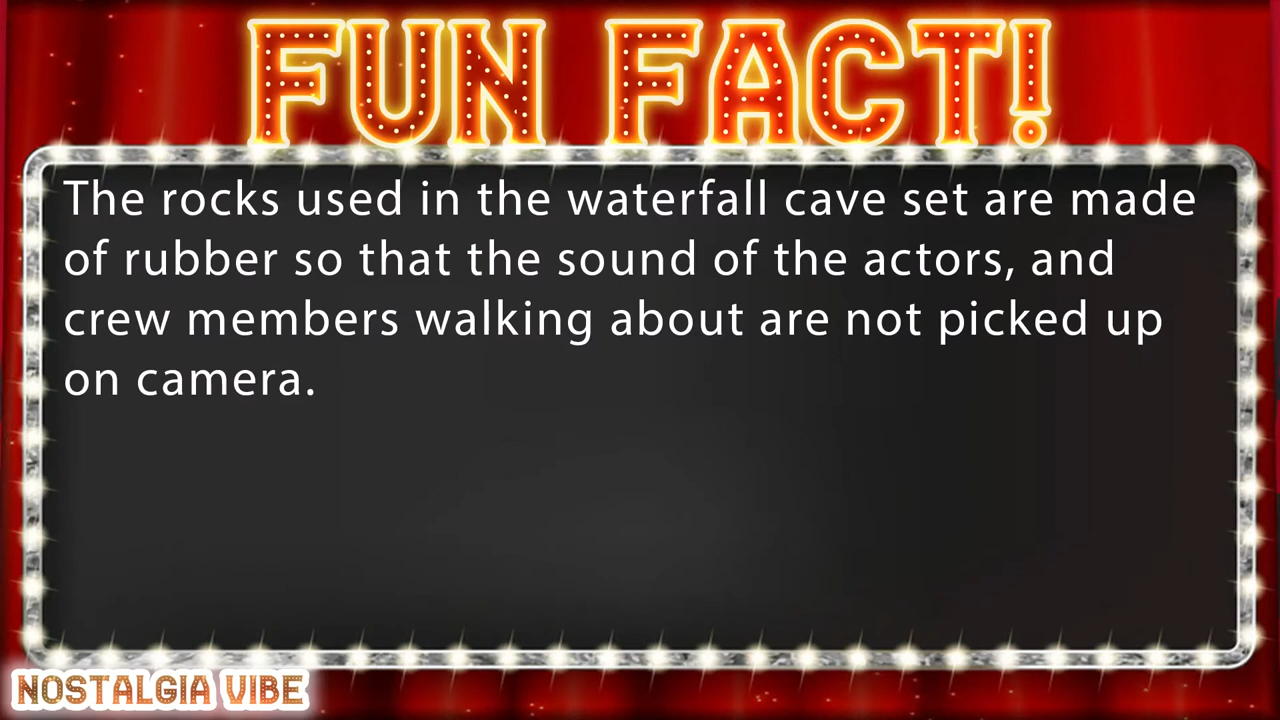 FUN FACT!
The rocks used in the waterfall cave set are made
of rubber so that the sound of the actors, and
crew members walking about are not picked up
on camera.
NOSTALGIA VIBE